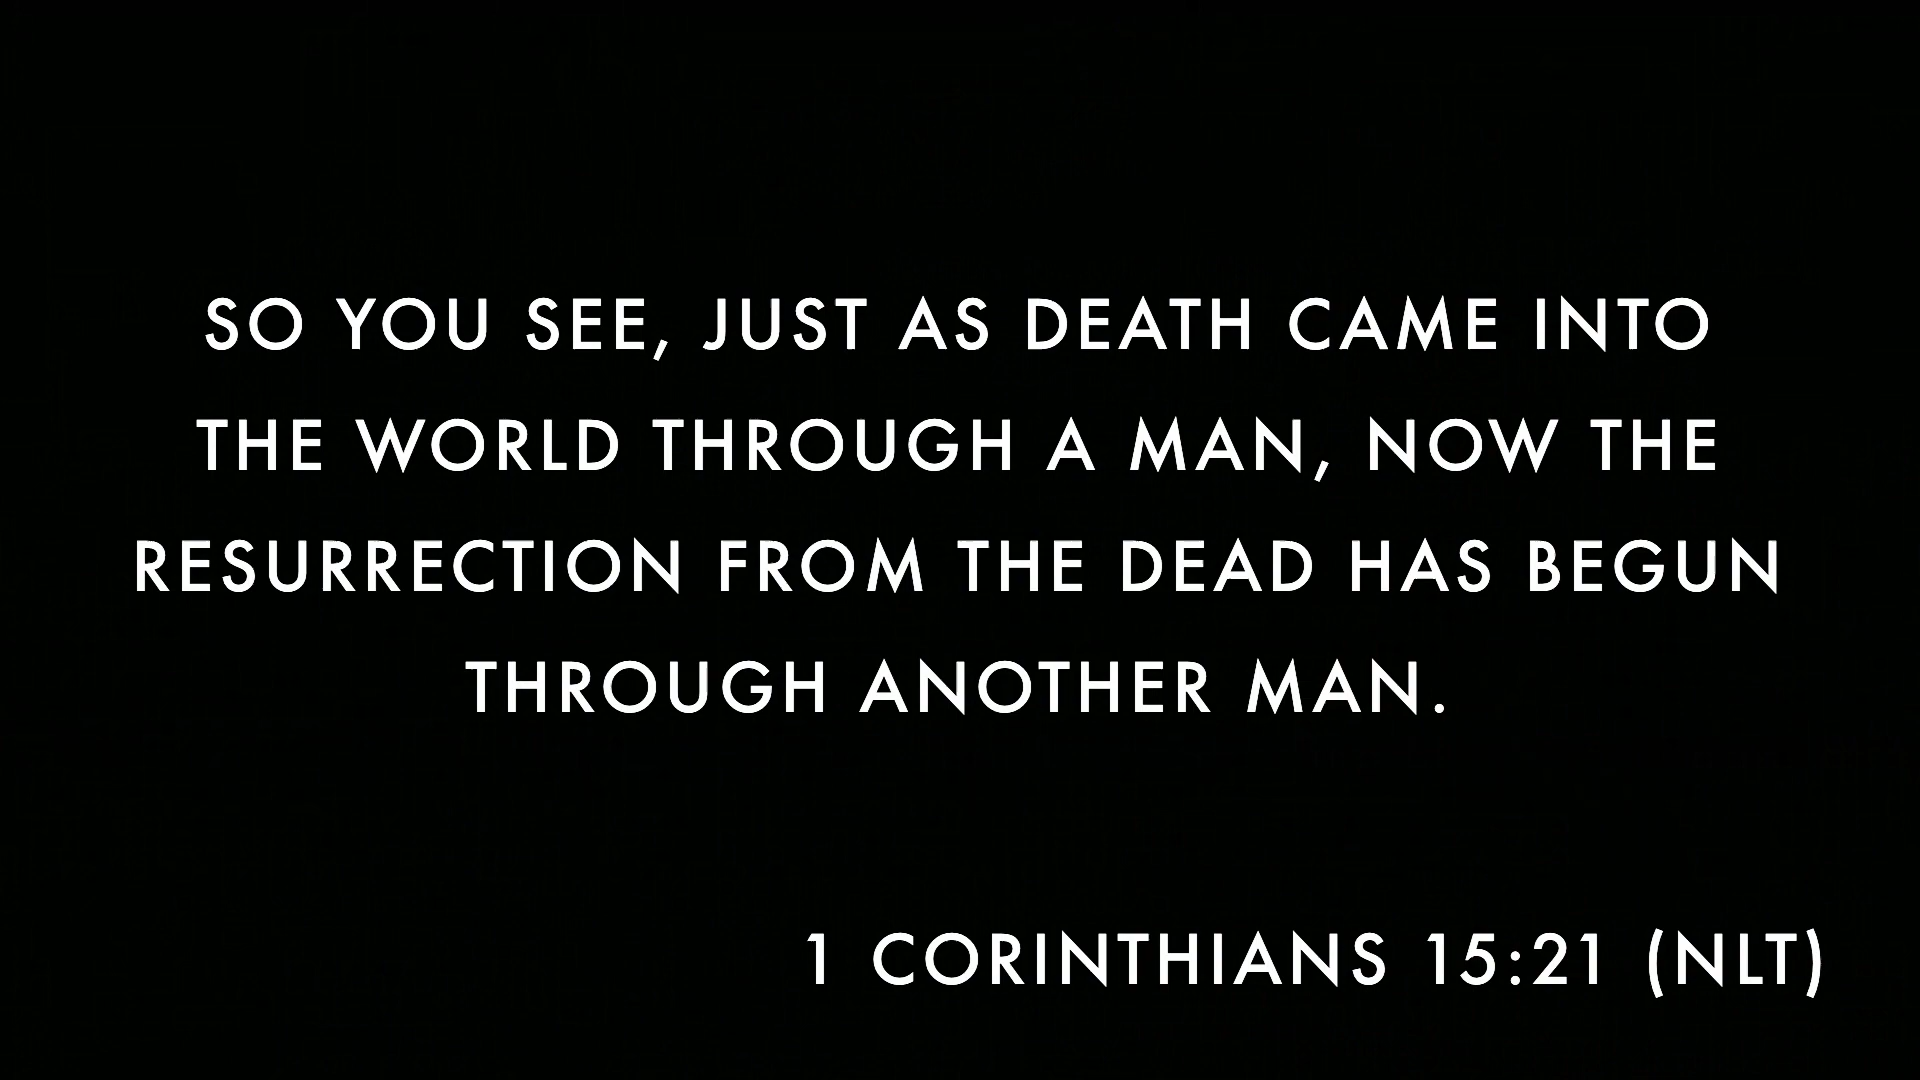 SO YOU SEE, JUST AS DEATH CAME INTO
THE WORLD THROUGH A MAN, NOW THE
RESURRECTION FROM THE DEAD HAS BEGUN
THROUGH ANOTHER MAN.
1 CORINTHIANS 15:21 (NLT)